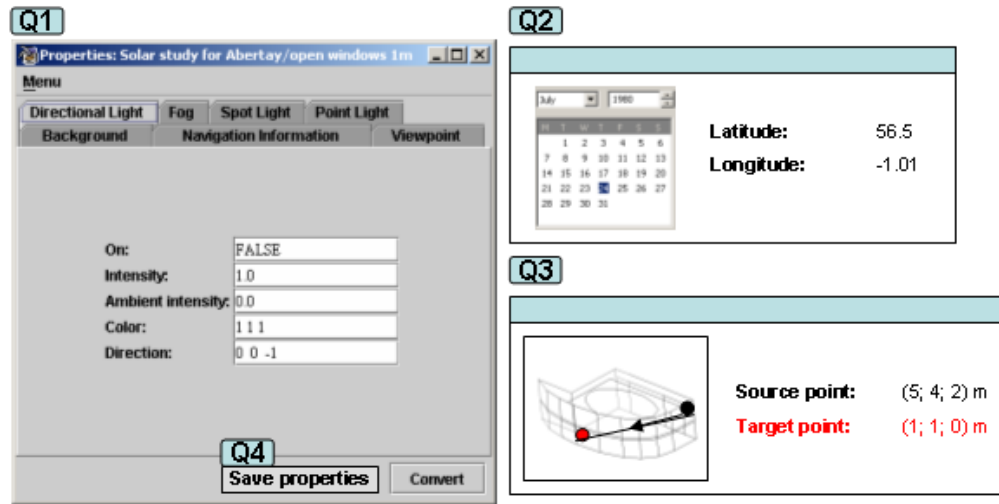 Q1
Properties: Solar study for Abertay/open windows 1m
Menu
Directional Light Fog Spot Light Point Light
Background Navigation Information Viewpoint
On: FALSE
Intensity: 1.0
Ambient intensity: 0.0
Color: 1 1 1
Direction: 0 0 -1
Q4
Save properties Convert
Q2
July 1980
M T W T F S S
1 2 3 4 5 6
7 8 9 10 11 12 13
14 15 16 17 18 19 20
21 22 23 24 25 26 27
28 29 30 31
Latitude: 56.5
Longitude: -1.01
Q3
Source point: (5; 4; 2) m
Target point: (1; 1; 0) m